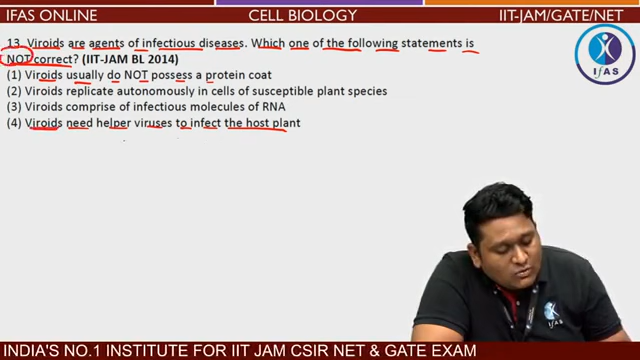 IFAS ONLINE CELL BIOLOGY IIT-JAM/GATE/NET
13. Viroids are agents of infectious diseases. Which one of the following statements is
NOT correct? (IIT-JAM BL 2014)
(1) Viroids usually do NOT possess a protein coat
(2) Viroids replicate autonomously in cells of susceptible plant species
(3) Viroids comprise of infectious molecules of RNA
(4) Viroids need helper viruses to infect the host plant
IFAS
IFAS
INDIA'S NO.1 INSTITUTE FOR IIT JAM CSIR NET & GATE EXAM